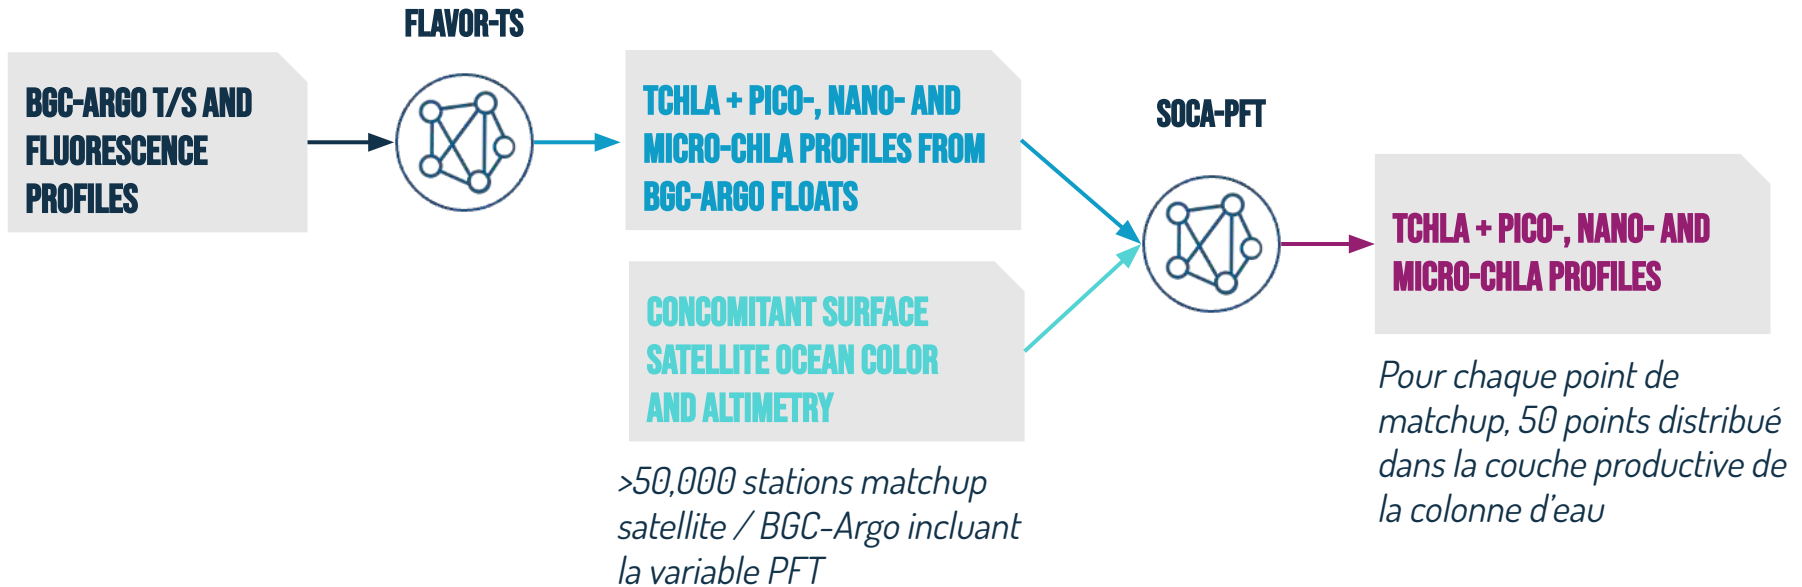 FLAVOR-TS
BGC-ARGO T/S AND
FLUORESCENCE
PROFILES
TCHLA + PICO-, NANO- AND
MICRO-CHLA PROFILES FROM
BGC-ARGO FLOATS
CONCOMITANT SURFACE
SATELLITE OCEAN COLOR
AND ALTIMETRY
>50,000 stations matchup
satellite / BGC-Argo incluant
la variable PFT
SOCA-PFT
TCHLA + PICO-, NANO- AND
MICRO-CHLA PROFILES
Pour chaque point de
matchup, 50 points distribué
dans la couche productive de
la colonne d'eau